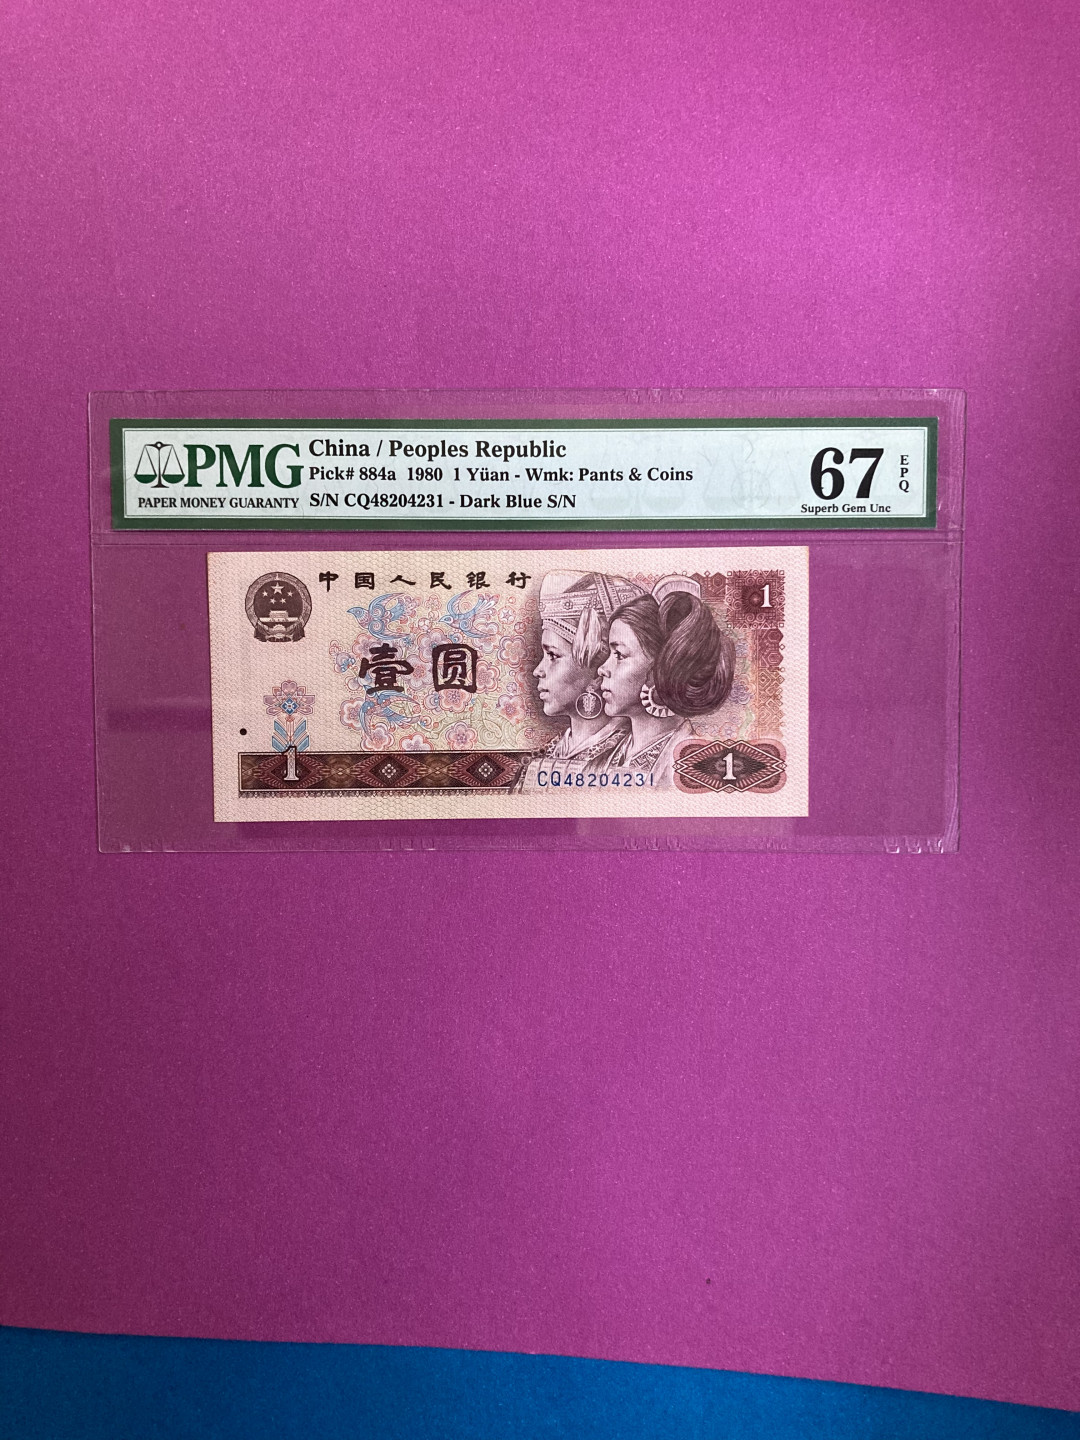 PMG
PAPER MONEY GUARANTY
China / Peoples Republic
Pick# 884a 1980 1 Yüan - Wmk: Pants & Coins
S/N CQ48204231 - Dark Blue S/N
67
EPQ
Superb Gem Unc
中国人民银行
1
壹圆
1
CQ48204231
1